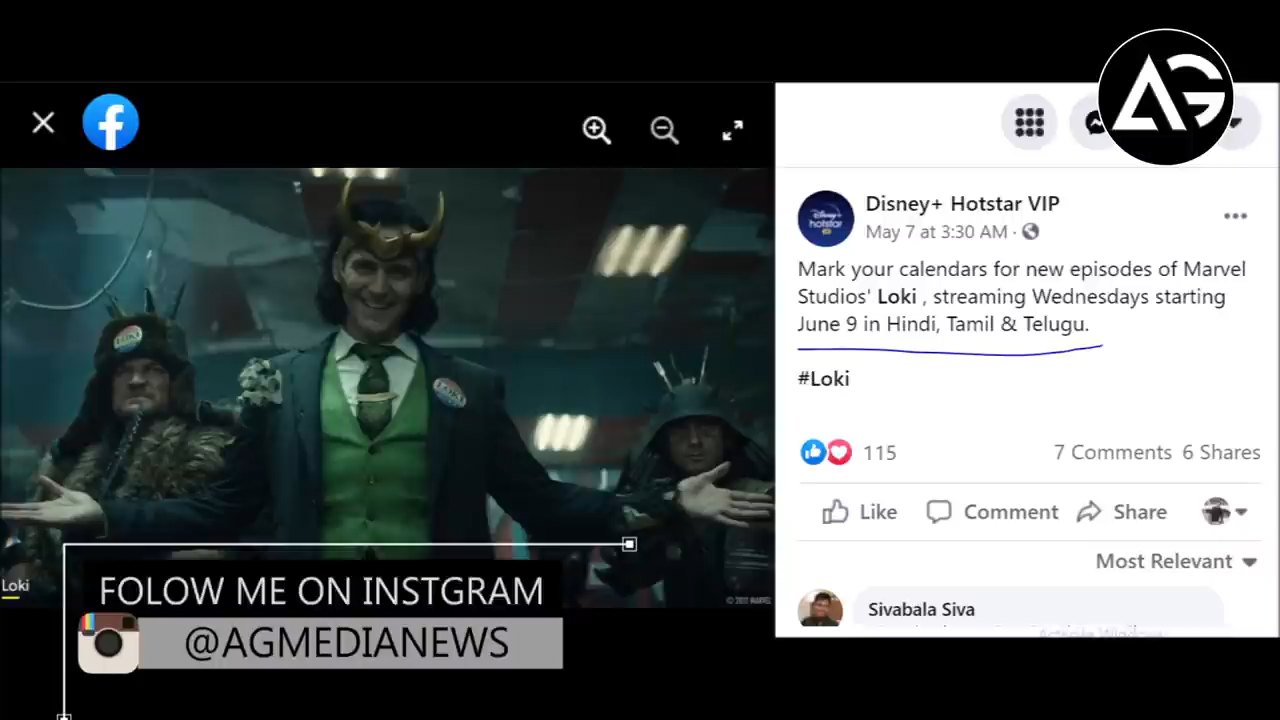 AG
Disney+ Hotstar VIP
May 7 at 3:30 AM ·
Mark your calendars for new episodes of Marvel
Studios' Loki , streaming Wednesdays starting
June 9 in Hindi, Tamil & Telugu.
#Loki
115
7 Comments 6 Shares
Like Comment Share
Most Relevant
Sivabala Siva
LOKI
Loki
FOLOW ME ON INSTGRAM
@AGMEDIANEWS